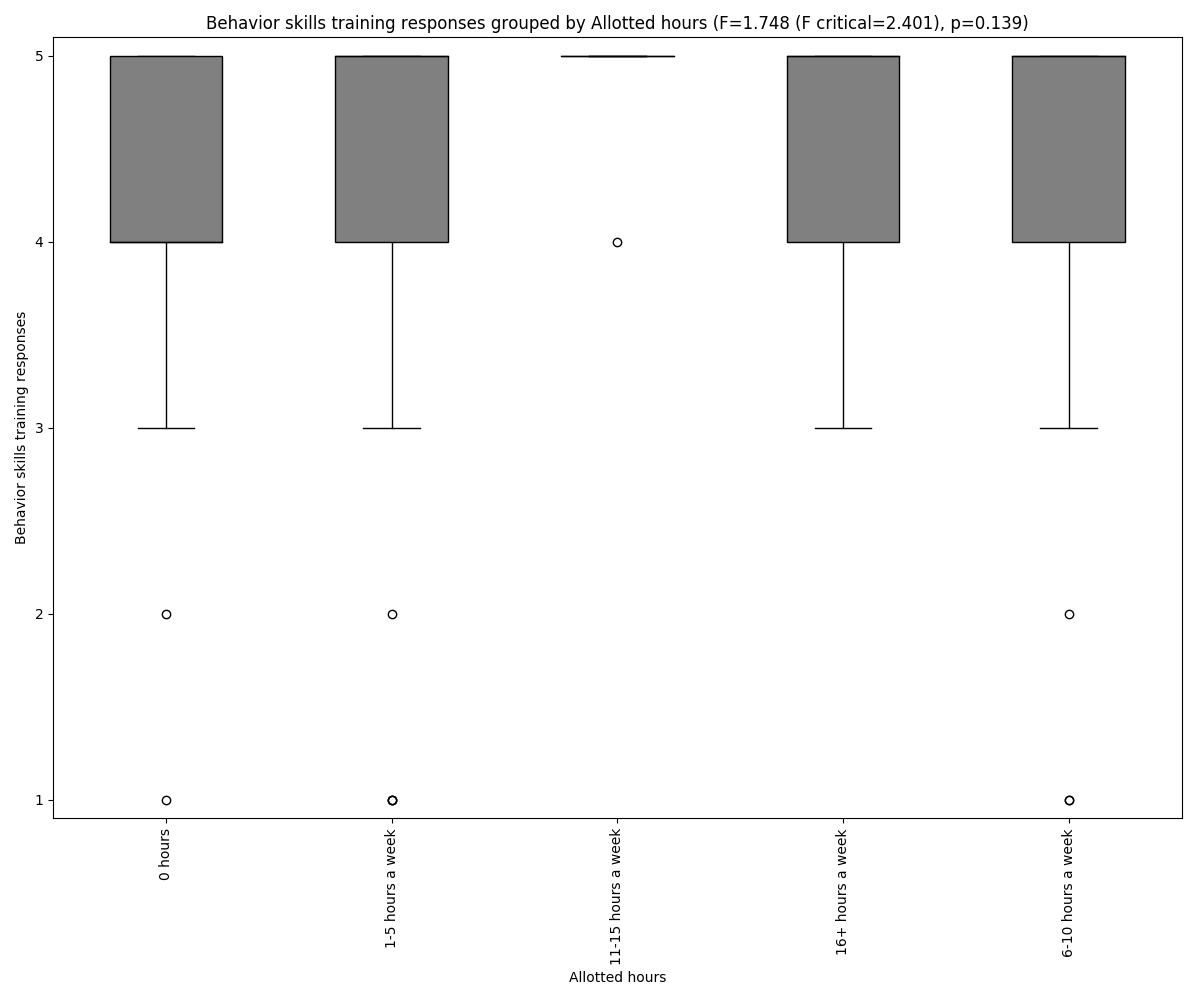 Behavior skills training responses grouped by Allotted hours (F=1.748 (F critical=2.401), p=0.139)
Behavior skills training responses
5
4
3
2
1
0 hours
1-5 hours a week
11-15 hours a week
16+ hours a week
6-10 hours a week
Allotted hours